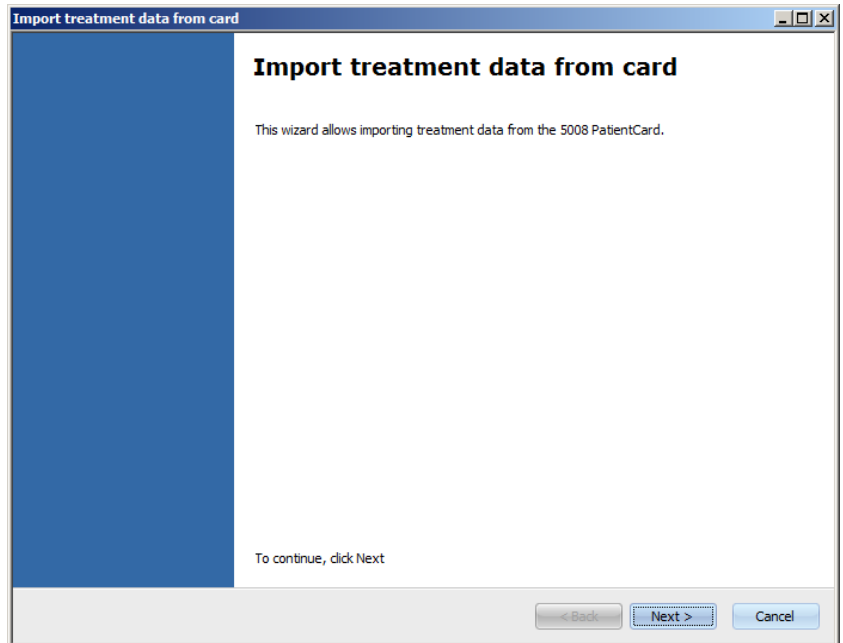 Import treatment data from card
Import treatment data from card
This wizard allows importing treatment data from the 5008 PatientCard.
To continue, click Next
< Back Next > Cancel